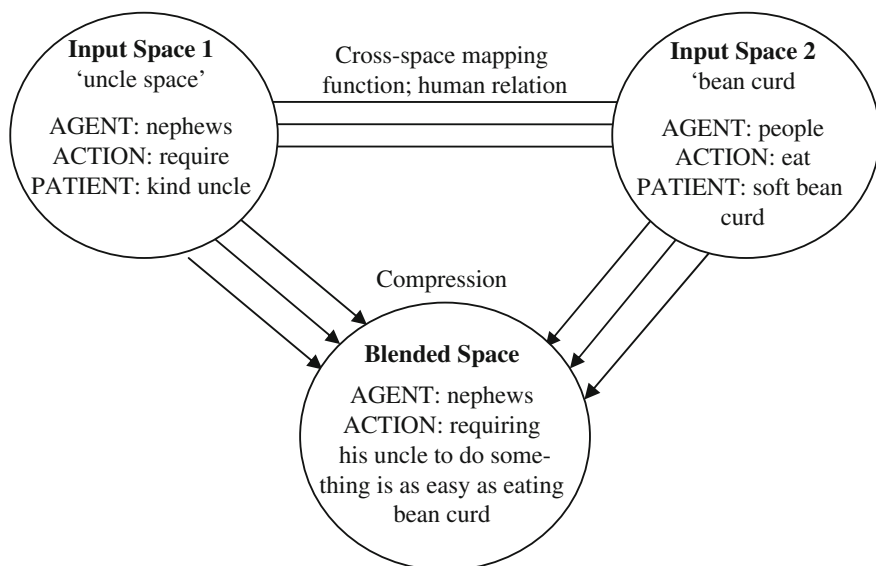 Input Space 1
'uncle space'
AGENT: nephews
ACTION: require
PATIENT: kind uncle
Cross-space mapping
function; human relation
Input Space 2
'bean curd
AGENT: people
ACTION: eat
PATIENT: soft bean
curd
Compression
Blended Space
AGENT: nephews
ACTION: requiring
his uncle to do some-
thing is as easy as eating
bean curd